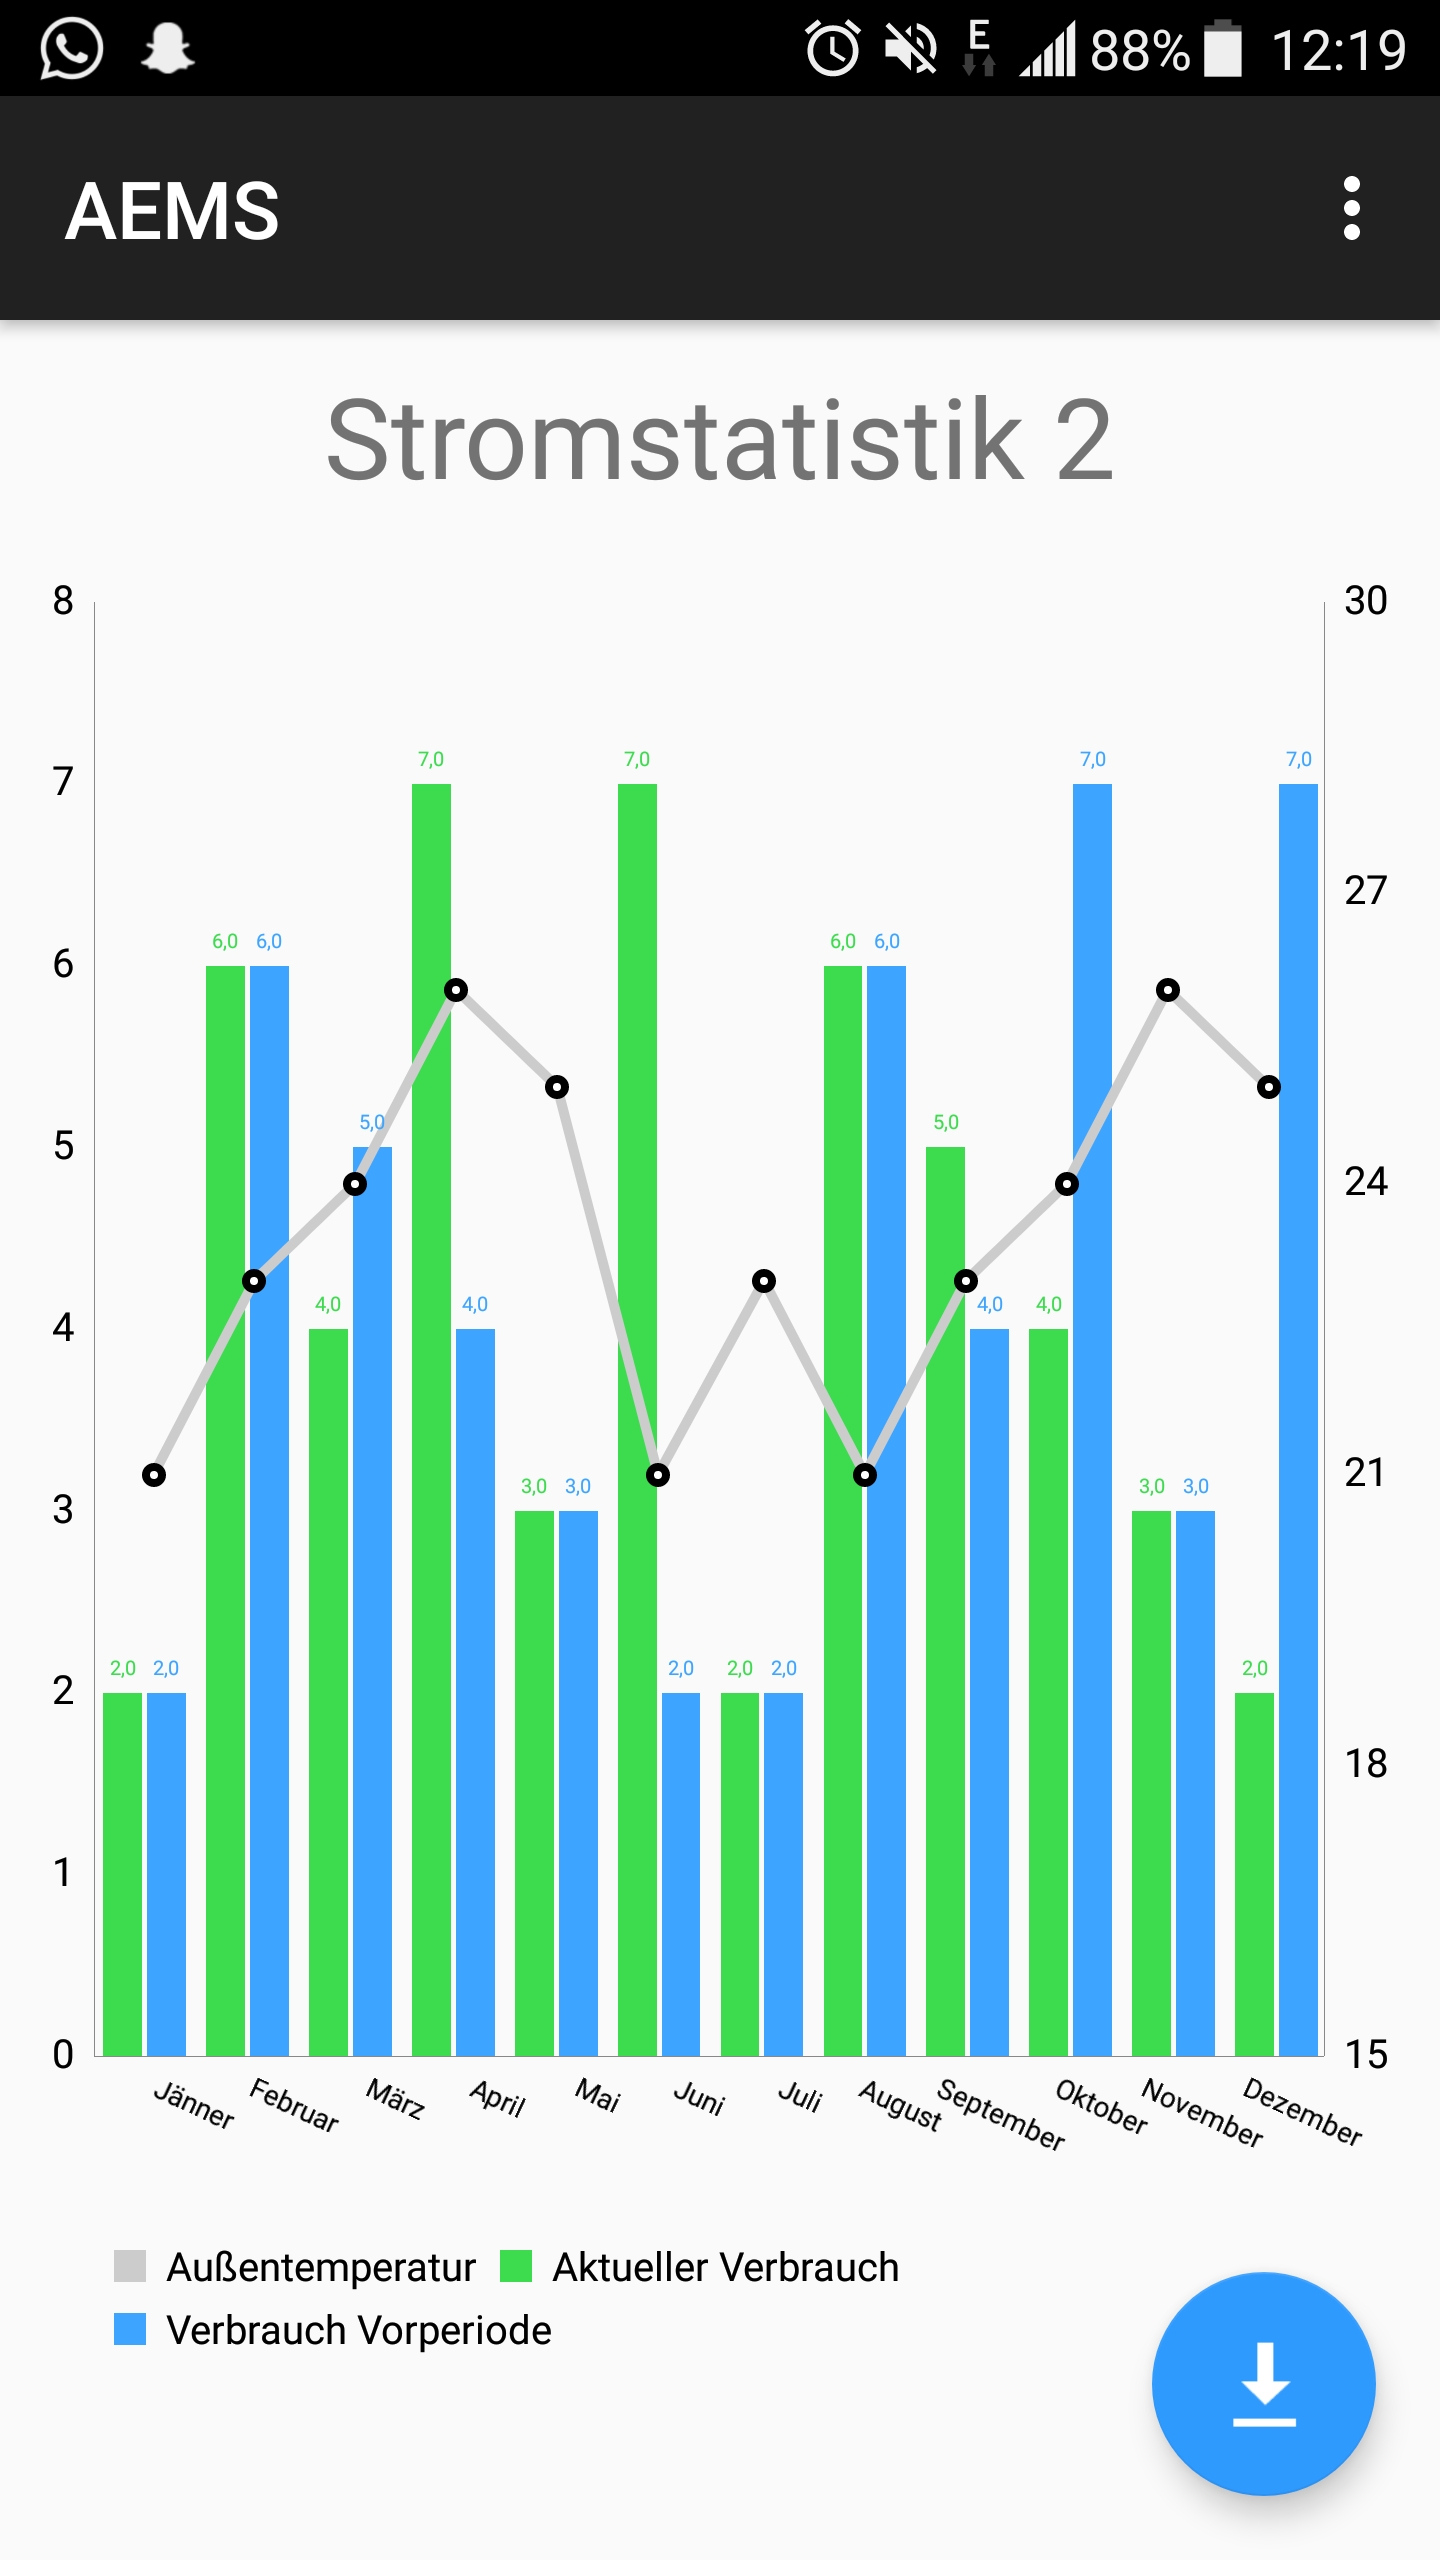 E 88% 12:19
AEMS
Stromstatistik 2
8 30
7,0 7,0 7,0 7,0
7
27
6,0 6,0 6,0 6,0
6
5,0 5,0
5
24
4,0 4,0 4,0 4,0
4
21
3,0 3,0 3,0 3,0
3
2,0 2,0 2,0 2,0 2,0 2,0
2
18
1
0 15
Jänner Februar März April Mai Juni Juli August September Oktober November Dezember
Außentemperatur Aktueller Verbrauch
Verbrauch Vorperiode